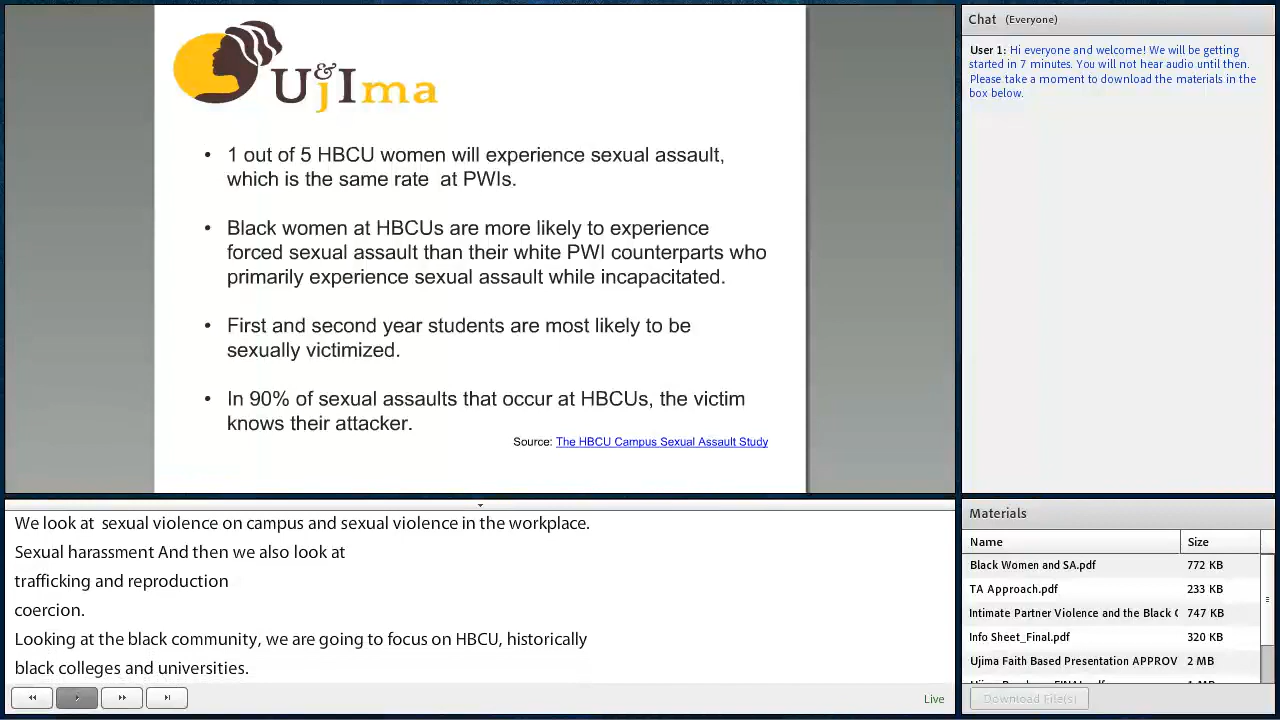 U&jIma
• 1 out of 5 HBCU women will experience sexual assault,
which is the same rate at PWIs.
• Black women at HBCUs are more likely to experience
forced sexual assault than their white PWI counterparts who
primarily experience sexual assault while incapacitated.
• First and second year students are most likely to be
sexually victimized.
• In 90% of sexual assaults that occur at HBCUs, the victim
knows their attacker.
Source: The HBCU Campus Sexual Assault Study
We look at sexual violence on campus and sexual violence in the workplace.
Sexual harassment And then we also look at
trafficking and reproduction
coercion.
Looking at the black community, we are going to focus on HBCU, historically
black colleges and universities.
Live
Chat (Everyone)
User 1: Hi everyone and welcome! We will be getting
started in 7 minutes. You will not hear audio until then.
Please take a moment to download the materials in the
box below.
Materials
Name Size
Black Women and SA.pdf 772 KB
TA Approach.pdf 233 KB
Intimate Partner Violence and the Black 747 KB
Info Sheet_Final.pdf 320 KB
Ujima Faith Based Presentation APPROV 2 MB
Download File(s)